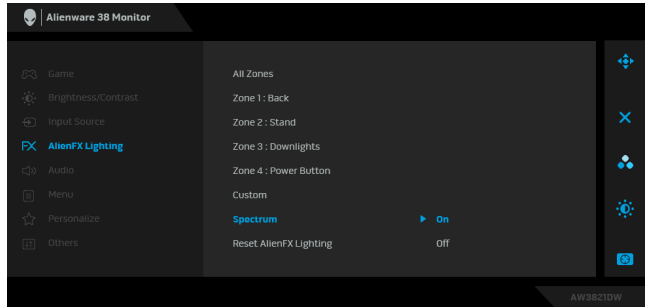 Alienware 38 Monitor
Game
Brightness/Contrast
Input Source
FX AlienFX Lighting
Audio
Menu
Personalize
Others
All Zones
Zone 1 : Back
Zone 2 : Stand
Zone 3 : Downlights
Zone 4 : Power Button
Custom
Spectrum On
Reset AlienFX Lighting Off
AW3821DW